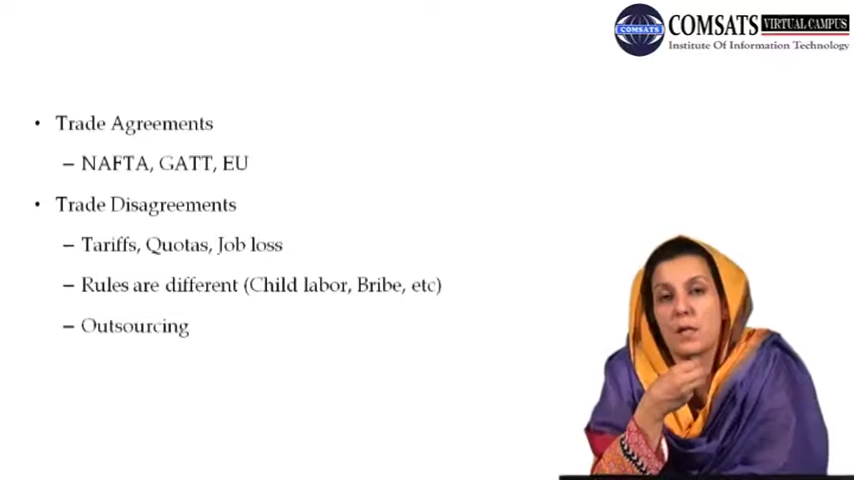 COMSATS
COMSATS VIRTUAL CAMPUS
Institute Of Information Technology
• Trade Agreements
– NAFTA, GATT, EU
• Trade Disagreements
– Tariffs, Quotas, Job loss
– Rules are different (Child labor, Bribe, etc)
– Outsourcing